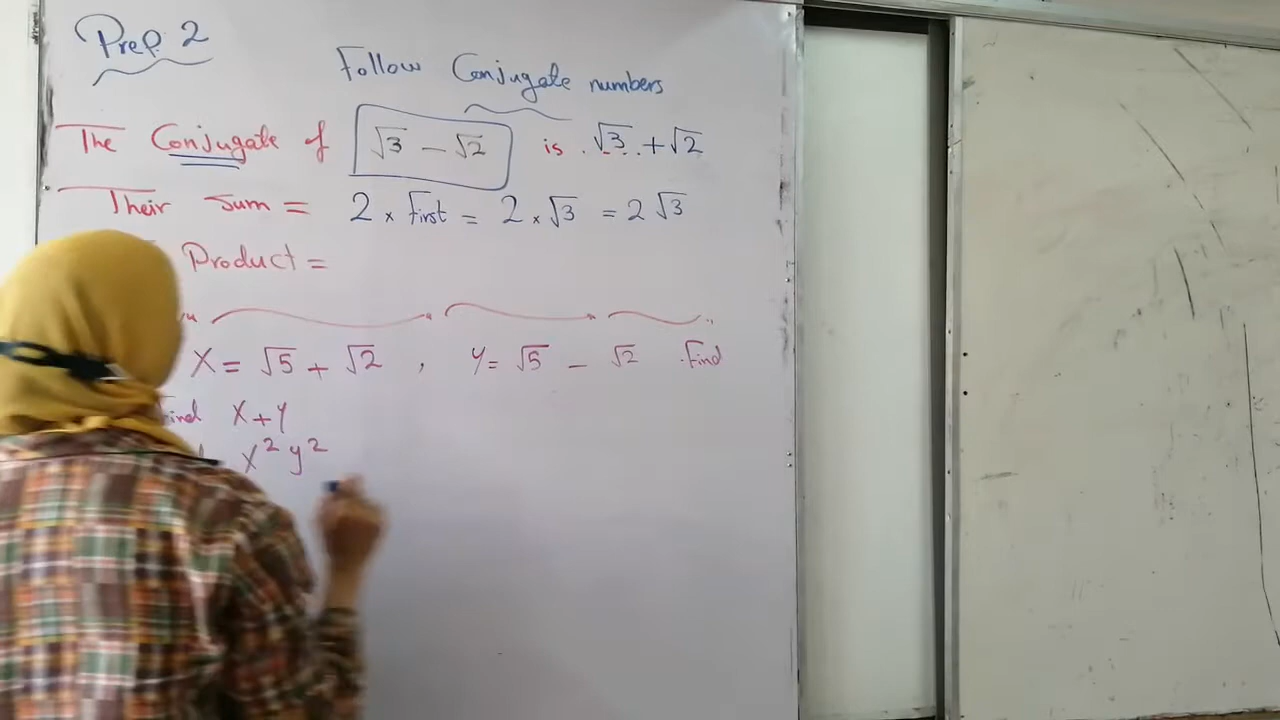 Prep 2
Follow Conjugate numbers
The Conjugate of √3 − √2 is √3 + √2
Their Sum = 2 × First = 2 × √3 = 2 √3
Product =
X = √5 + √2 , y = √5 − √2 Find
Find X + y
X² y²